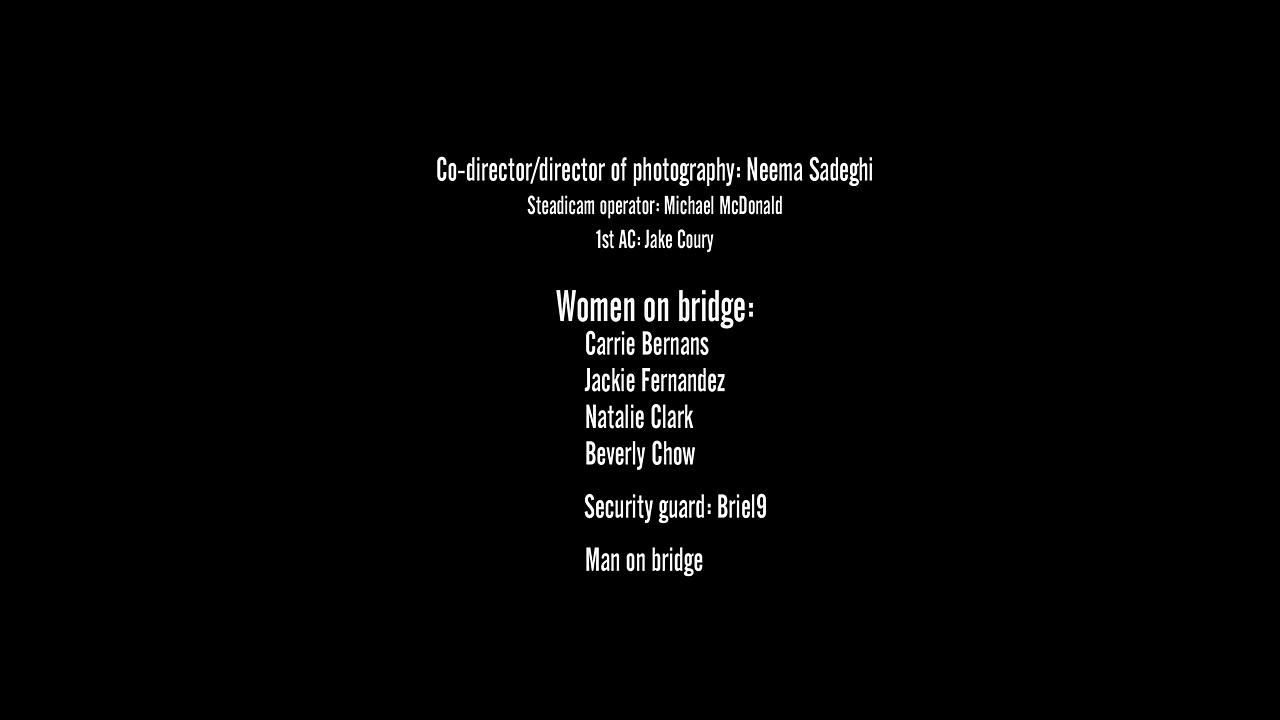 Co-director/director of photography: Neema Sadeghi
Steadicam operator: Michael McDonald
1st AC: Jake Coury
Women on bridge:
Carrie Bernans
Jackie Fernandez
Natalie Clark
Beverly Chow
Security guard: Briel9
Man on bridge